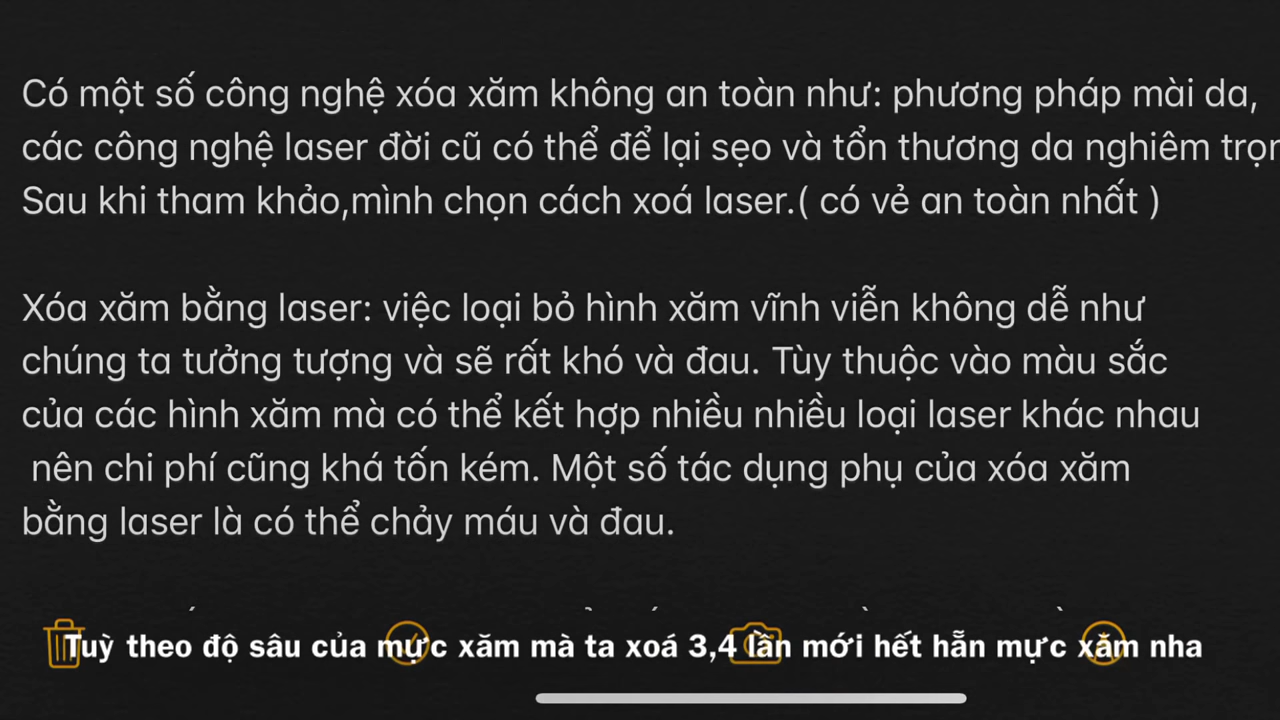 Có một số công nghệ xóa xăm không an toàn như: phương pháp mài da,
các công nghệ laser đời cũ có thể để lại sẹo và tổn thương da nghiêm
Sau khi tham khảo,mình chọn cách xoá laser.( có vẻ an toàn nhất )
Xóa xăm bằng laser: việc loại bỏ hình xăm vĩnh viễn không dễ như
chúng ta tưởng tượng và sẽ rất khó và đau. Tùy thuộc vào màu sắc
của các hình xăm mà có thể kết hợp nhiều nhiều loại laser khác nhau
nên chi phí cũng khá tốn kém. Một số tác dụng phụ của xóa xăm
bằng laser là có thể chảy máu và đau.
Tuỳ theo độ sâu của mực xăm mà ta xoá 3,4 lần mới hết hẵn mực xăm nha